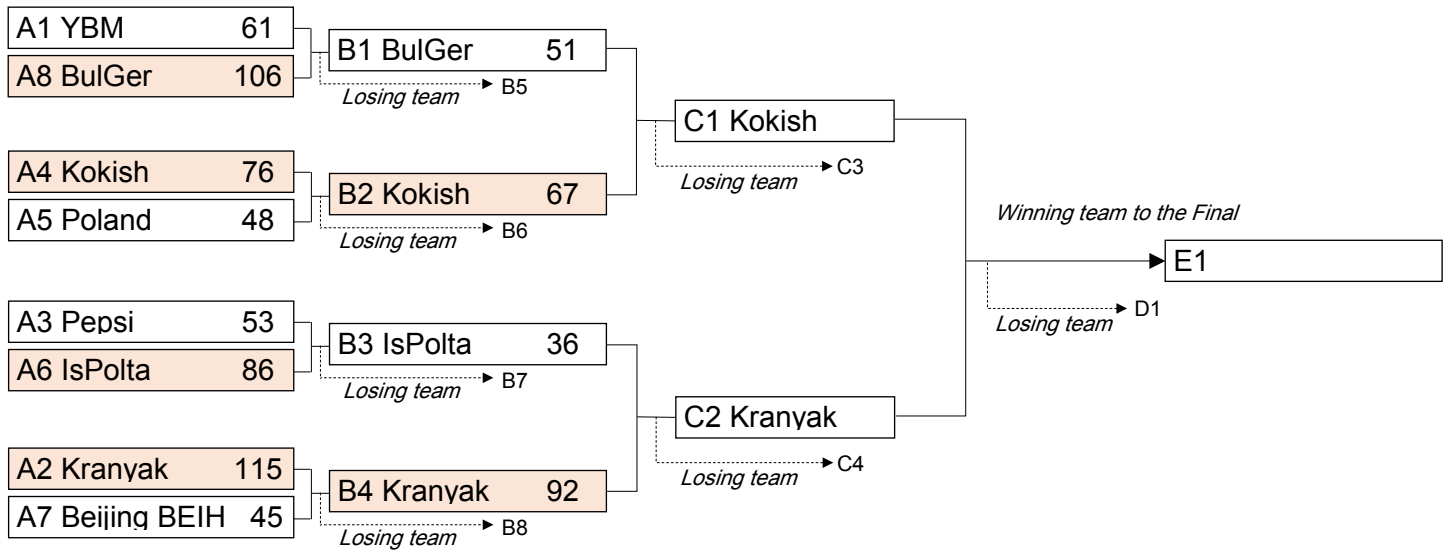 A1 YBM 61
A8 BulGer 106
B1 BulGer 51
Losing team B5
A4 Kokish 76
A5 Poland 48
B2 Kokish 67
Losing team B6
C1 Kokish
Losing team C3
A3 Pepsi 53
A6 IsPolta 86
B3 IsPolta 36
Losing team B7
A2 Kranyak 115
A7 Beijing BEIH 45
B4 Kranyak 92
Losing team B8
C2 Kranyak
Losing team C4
Winning team to the Final
E1
Losing team D1